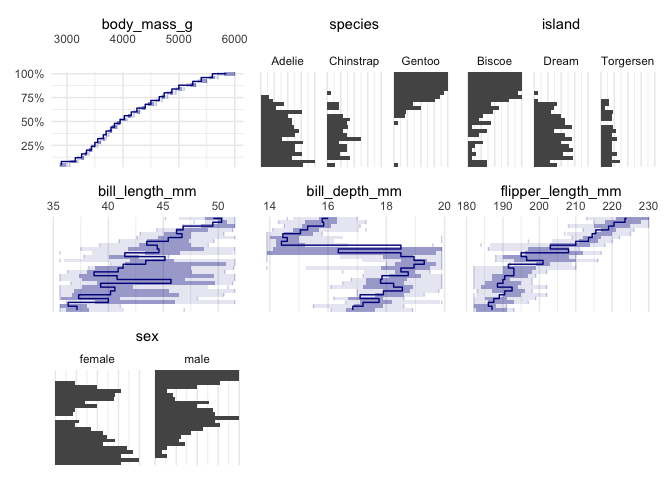 body_mass_g
3000 4000 5000 6000
100%
75%
50%
25%
species
Adelie Chinstrap Gentoo
island
Biscoe Dream Torgersen
bill_length_mm
35 40 45 50
bill_depth_mm
14 16 18 20
flipper_length_mm
180 190 200 210 220 230
sex
female male